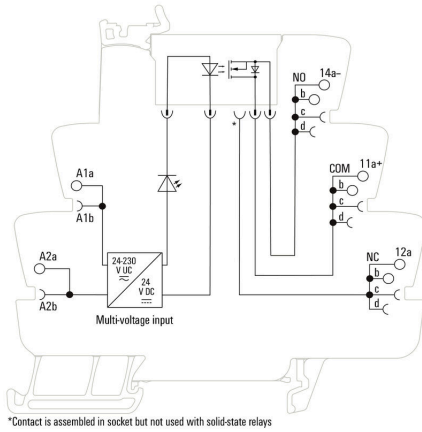 NO 14a–
b
c
d
*
COM 11a+
b
c
d
A1a
A1b
NC 12a
b
c
d
A2a
A2b
24-230
V UC
24
V DC
Multi-voltage input
*Contact is assembled in socket but not used with solid-state relays